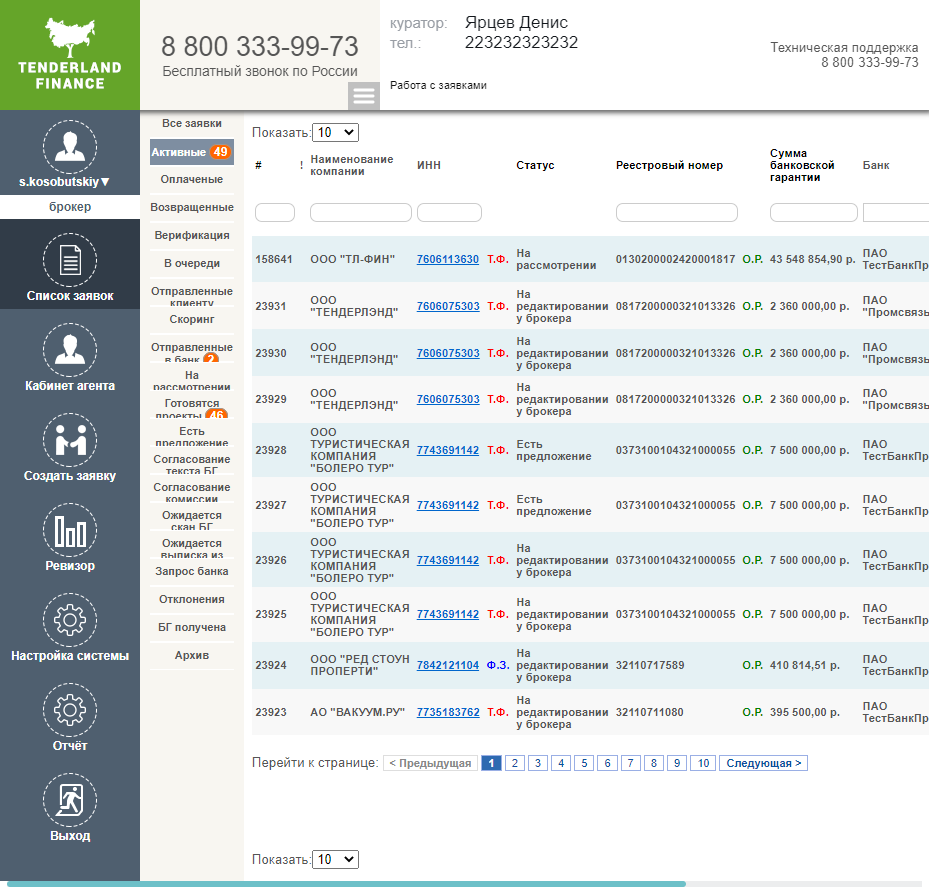 TENDERLAND
FINANCE
8 800 333-99-73
Бесплатный звонок по России
куратор: Ярцев Денис
тел.: 223232323232
Работа с заявками
Техническая поддержка
8 800 333-99-73
s.kosobutskiy▼
брокер
Список заявок
Кабинет агента
Создать заявку
Ревизор
Настройка системы
Отчёт
Выход
Все заявки
Активные 49
Оплаченые
Возвращенные
Верификация
В очереди
Отправленные
клиенту
Скоринг
Отправленные
в банк 2
На
рассмотрении
Готовятся
проекты 46
Есть
предложение
Согласование
текста БГ
Согласование
комиссии
Ожидается
скан БГ
Ожидается
выписка из
Запрос банка
Отклонения
БГ получена
Архив
Показать: 10
# ! Наименование компании ИНН Статус Реестровый номер Сумма банковской гарантии Банк
158641 ООО "ТЛ-ФИН" 7606113630 Т.Ф. На рассмотрении 0130200002420001817 О.Р. 43 548 854,90 р. ПАО ТестБанкПр
23931 ООО "ТЕНДЕРЛЭНД" 7606075303 Т.Ф. На редактировании у брокера 0817200000321013326 О.Р. 2 360 000,00 р. ПАО "Промсвязь
23930 ООО "ТЕНДЕРЛЭНД" 7606075303 Т.Ф. На редактировании у брокера 0817200000321013326 О.Р. 2 360 000,00 р. ПАО "Промсвязь
23929 ООО "ТЕНДЕРЛЭНД" 7606075303 Т.Ф. На редактировании у брокера 0817200000321013326 О.Р. 2 360 000,00 р. ПАО "Промсвязь
23928 ООО ТУРИСТИЧЕСКАЯ КОМПАНИЯ "БОЛЕРО ТУР" 7743691142 Т.Ф. Есть предложение 0373100104321000055 О.Р. 7 500 000,00 р. ПАО ТестБанкПр
23927 ООО ТУРИСТИЧЕСКАЯ КОМПАНИЯ "БОЛЕРО ТУР" 7743691142 Т.Ф. Есть предложение 0373100104321000055 О.Р. 7 500 000,00 р. ПАО ТестБанкПр
23926 ООО ТУРИСТИЧЕСКАЯ КОМПАНИЯ "БОЛЕРО ТУР" 7743691142 Т.Ф. На редактировании у брокера 0373100104321000055 О.Р. 7 500 000,00 р. ПАО ТестБанкПр
23925 ООО ТУРИСТИЧЕСКАЯ КОМПАНИЯ "БОЛЕРО ТУР" 7743691142 Т.Ф. На редактировании у брокера 0373100104321000055 О.Р. 7 500 000,00 р. ПАО ТестБанкПр
23924 ООО "РЕД СТОУН ПРОПЕРТИ" 7842121104 Ф.З. На редактировании у брокера 32110717589 О.Р. 410 814,51 р. ПАО ТестБанкПр
23923 АО "ВАКУУМ.РУ" 7735183762 Т.Ф. На редактировании у брокера 32110711080 О.Р. 395 500,00 р. ПАО ТестБанкПр
Перейти к странице: < Предыдущая 1 2 3 4 5 6 7 8 9 10 Следующая >
Показать: 10